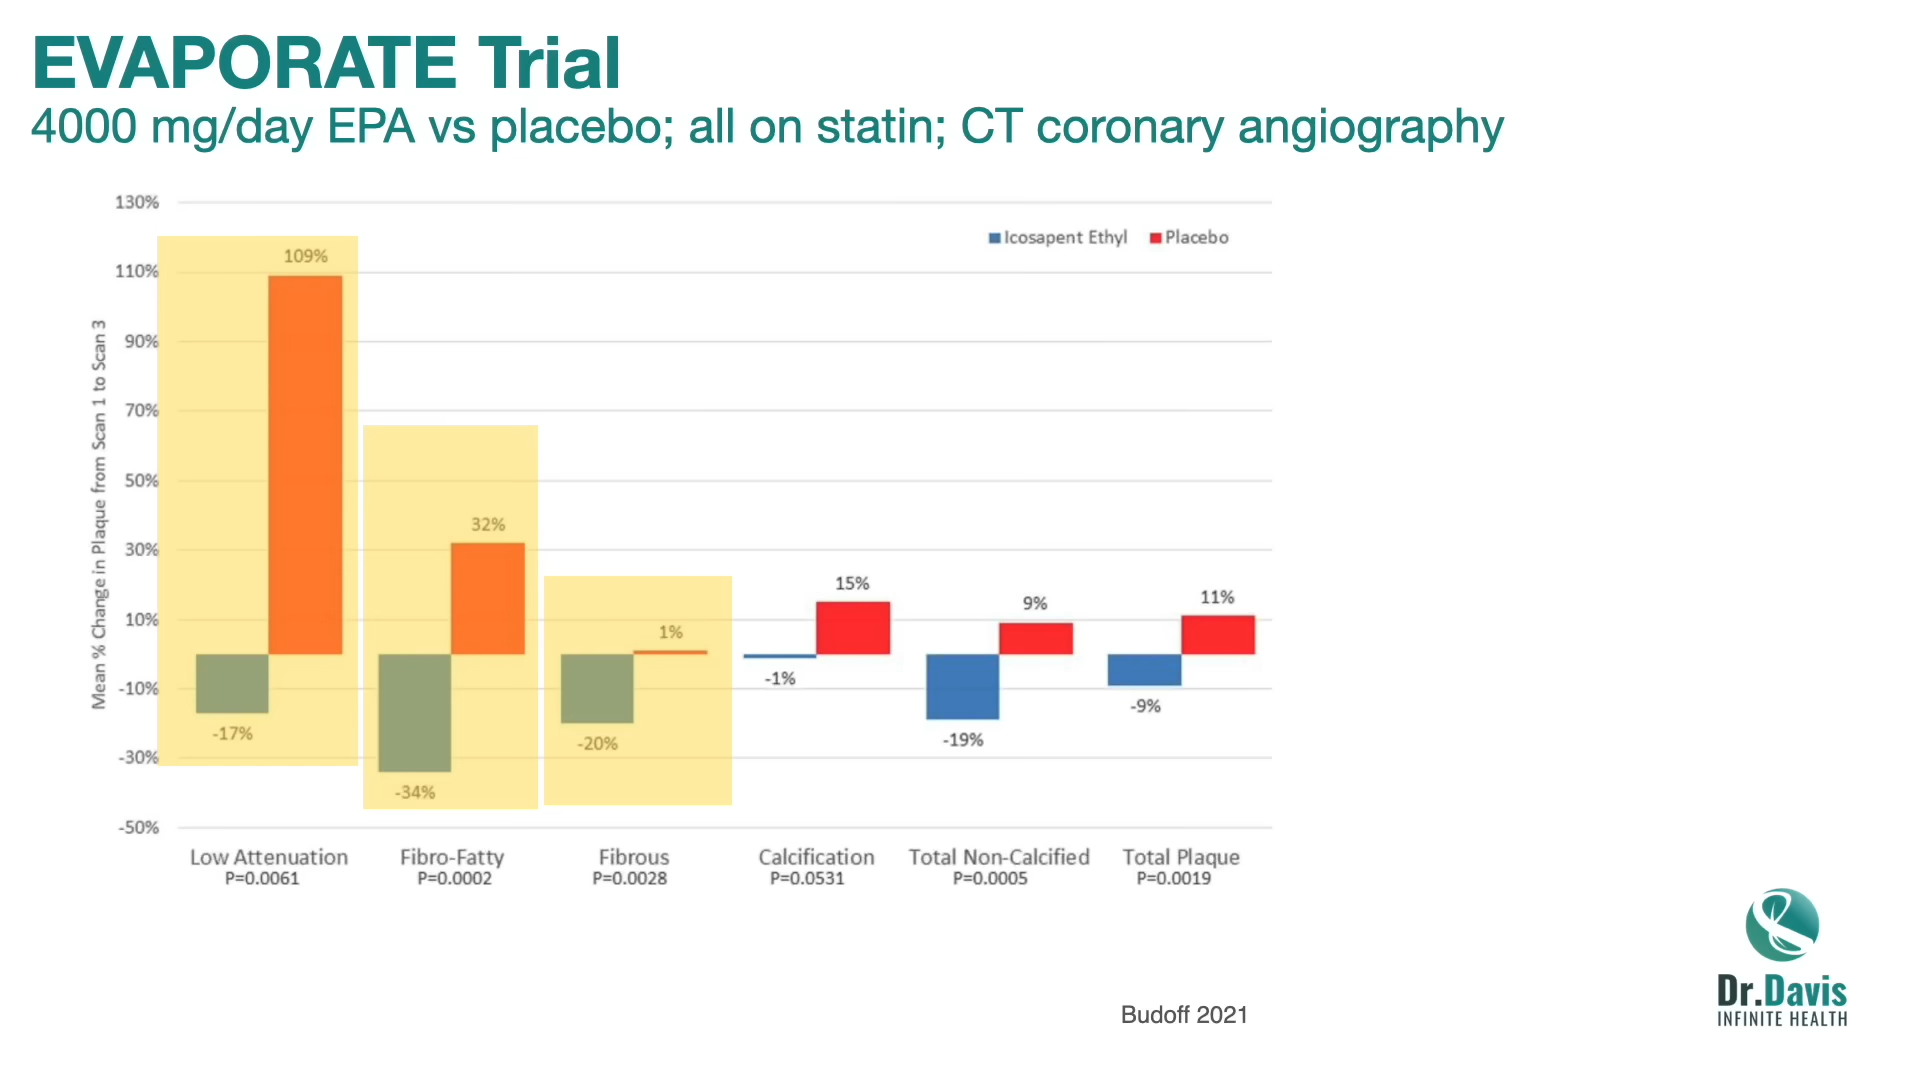 EVAPORATE Trial
4000 mg/day EPA vs placebo; all on statin; CT coronary angiography
Mean % Change in Plaque from Scan 1 to Scan 3
130%
110%
90%
70%
50%
30%
10%
-10%
-30%
-50%
Icosapent Ethyl Placebo
109%
-17%
32%
-34%
1%
-20%
15%
-1%
9%
-19%
11%
-9%
Low Attenuation Fibro-Fatty Fibrous Calcification Total Non-Calcified Total Plaque
P=0.0061 P=0.0002 P=0.0028 P=0.0531 P=0.0005 P=0.0019
Budoff 2021
Dr.Davis
INFINITE HEALTH